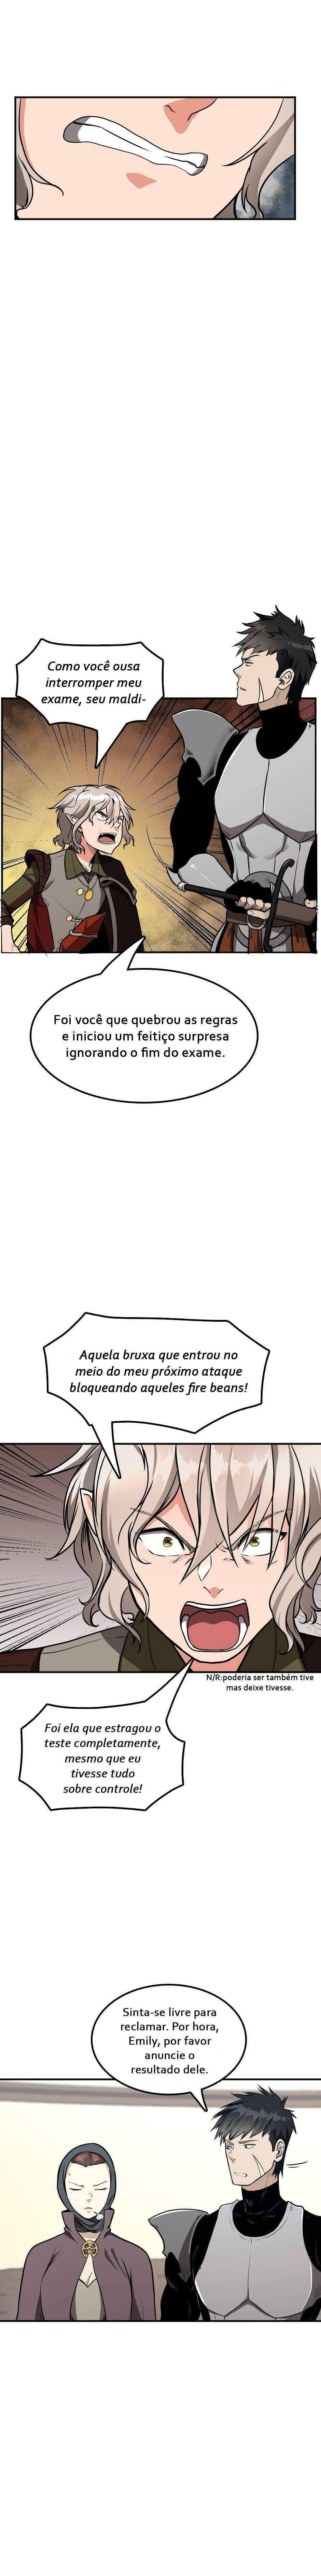 Como você ousa
interromper meu
exame, seu maldi-
Foi você que quebrou as regras
e iniciou um feitiço surpresa
ignorando o fim do exame.
Aquela bruxa que entrou no
meio do meu próximo ataque
bloqueando aqueles fire beans!
N/R:poderia ser também tive
mas deixe tivesse.
Foi ela que estragou o
teste completamente,
mesmo que eu
tivesse tudo
sobre controle!
Sinta-se livre para
reclamar. Por hora,
Emily, por favor
anuncie o
resultado dele.